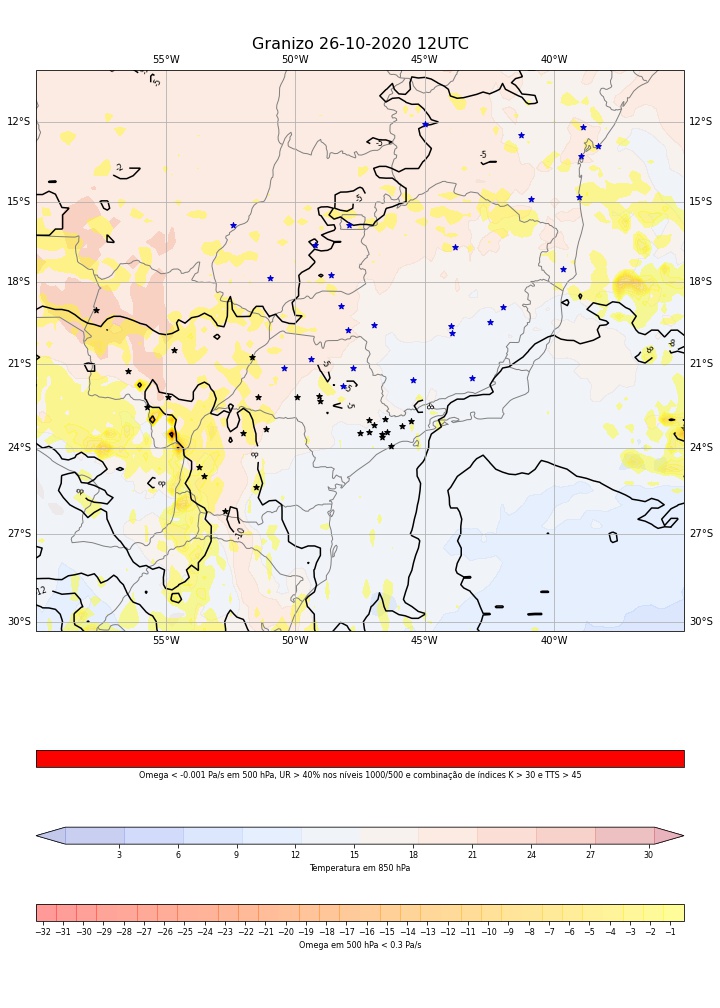 Granizo 26-10-2020 12UTC
55°W 50°W 45°W 40°W
12°S 12°S
15°S 15°S
18°S 18°S
21°S 21°S
24°S 24°S
27°S 27°S
30°S 30°S
55°W 50°W 45°W 40°W
Omega < -0.001 Pa/s em 500 hPa, UR > 40% nos níveis 1000/500 e combinação de índices K > 30 e TTS > 45
3 6 9 12 15 18 21 24 27 30
Temperatura em 850 hPa
−32 −31 −30 −29 −28 −27 −26 −25 −24 −23 −22 −21 −20 −19 −18 −17 −16 −15 −14 −13 −12 −11 −10 −9 −8 −7 −6 −5 −4 −3 −2 −1
Omega em 500 hPa < 0.3 Pa/s